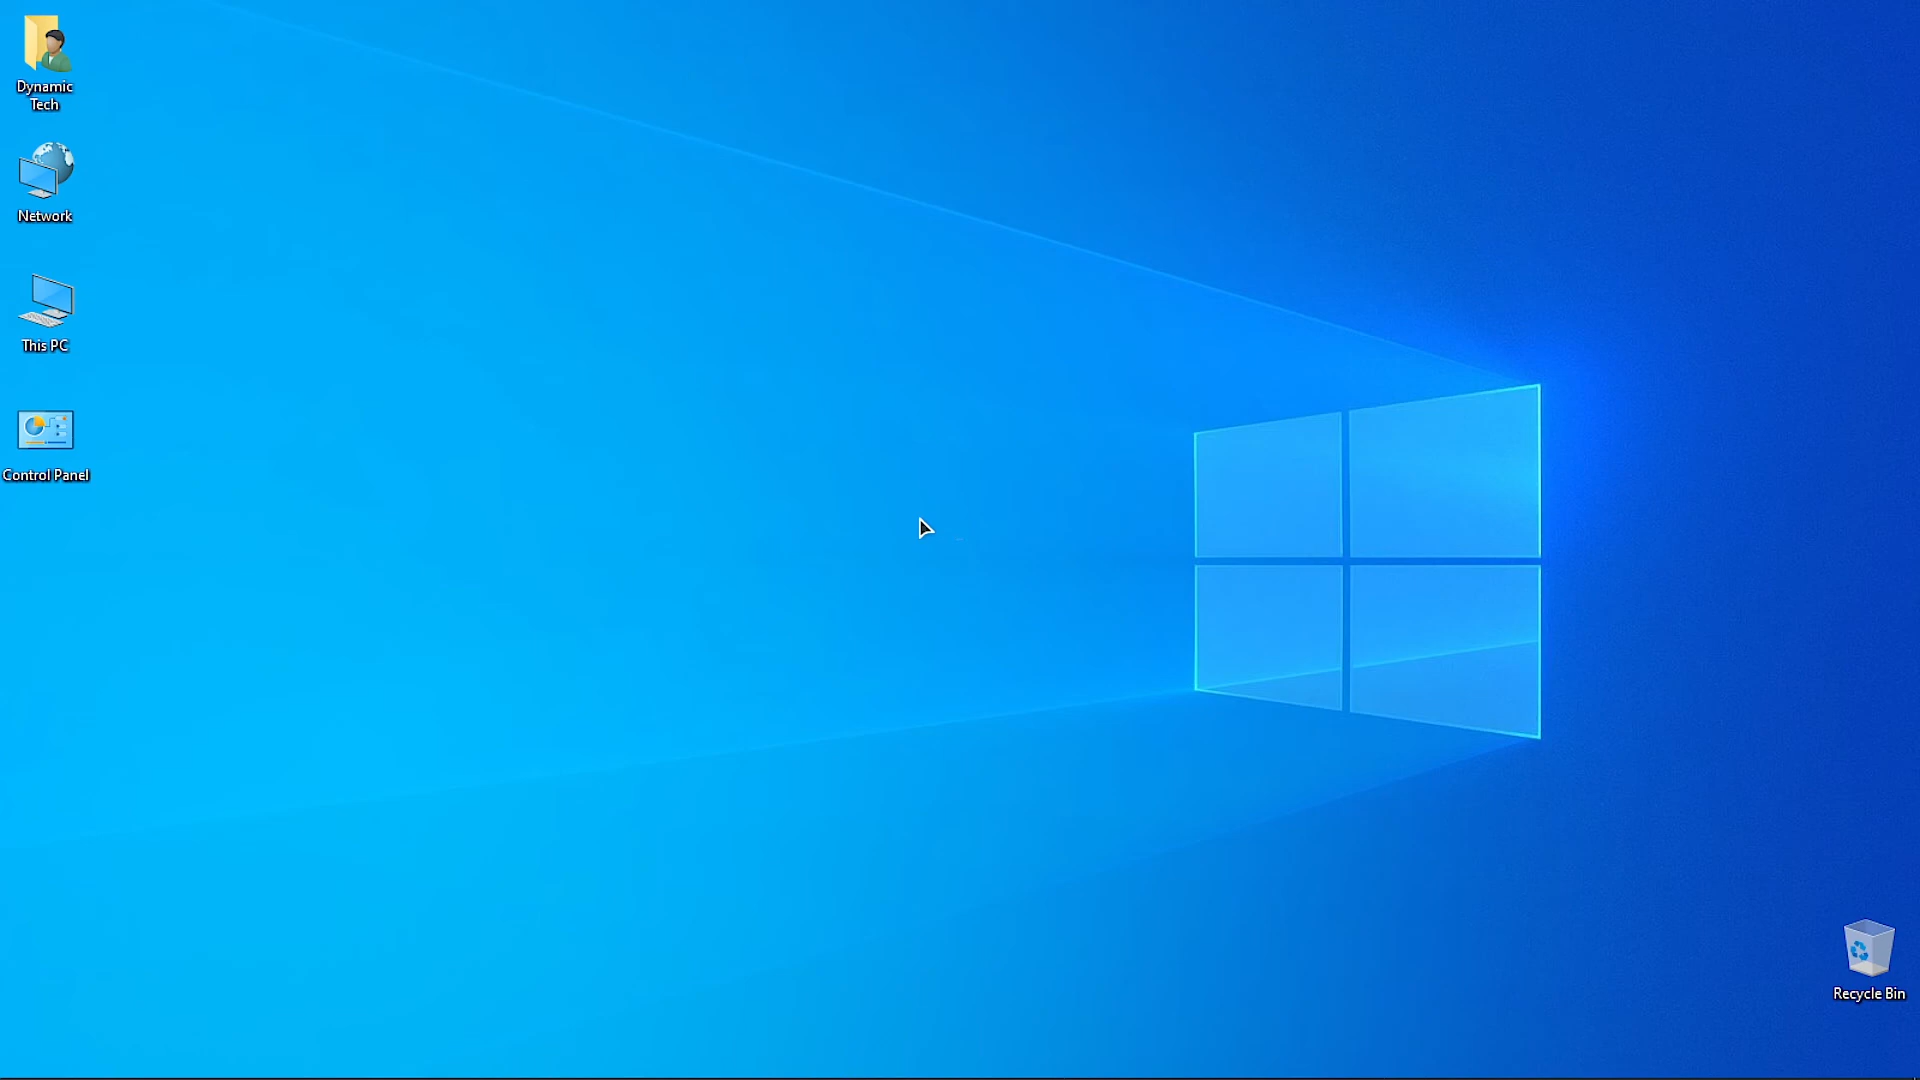 Dynamic
Tech
Network
This PC
Control Panel
Recycle Bin